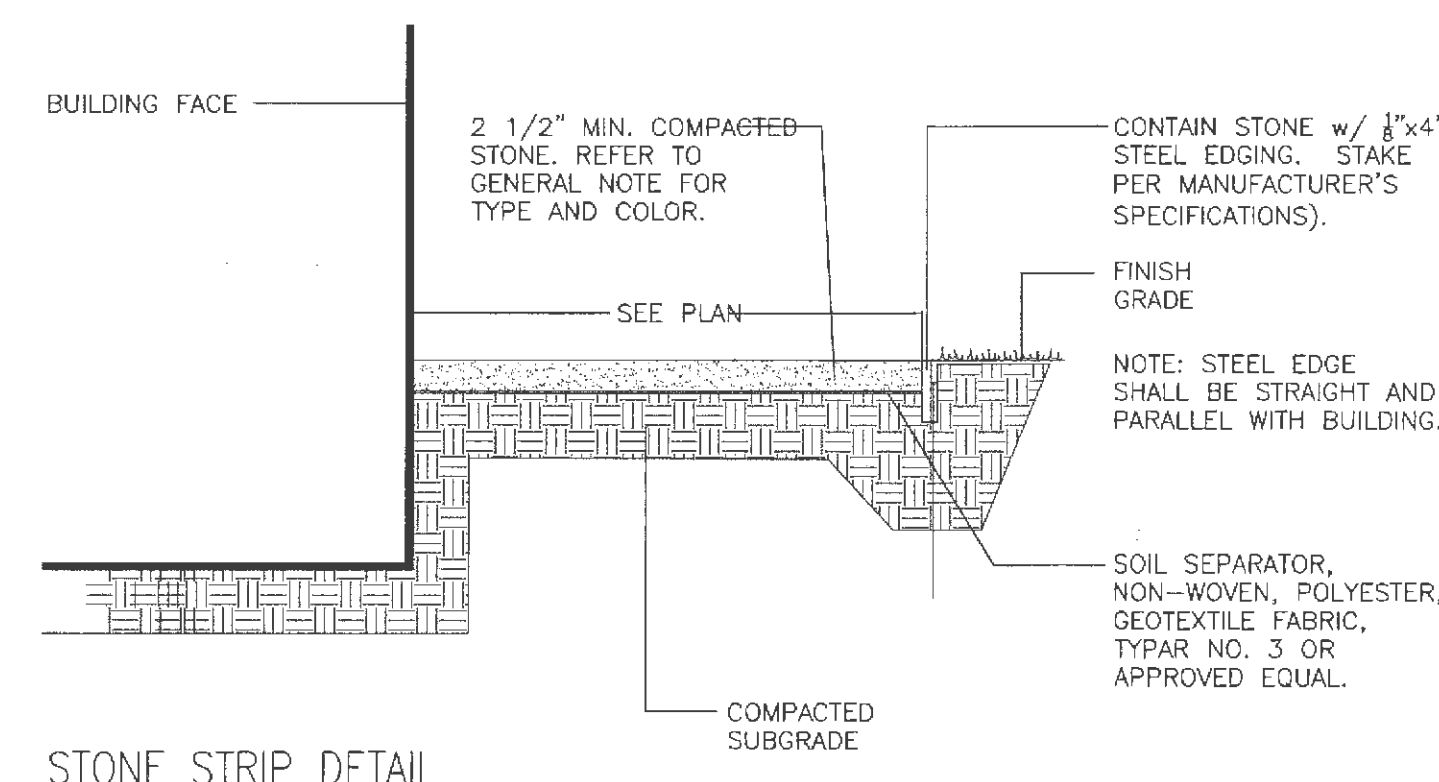 BUILDING FACE
2 1/2" MIN. COMPACTED
STONE. REFER TO
GENERAL NOTE FOR
TYPE AND COLOR.
CONTAIN STONE w/ 1/8"x4"
STEEL EDGING. STAKE
PER MANUFACTURER'S
SPECIFICATIONS).
SEE PLAN
FINISH
GRADE
NOTE: STEEL EDGE
SHALL BE STRAIGHT AND
PARALLEL WITH BUILDING.
SOIL SEPARATOR,
NON-WOVEN, POLYESTER,
GEOTEXTILE FABRIC,
TYPAR NO. 3 OR
APPROVED EQUAL.
COMPACTED
SUBGRADE
STONE STRIP DETAIL